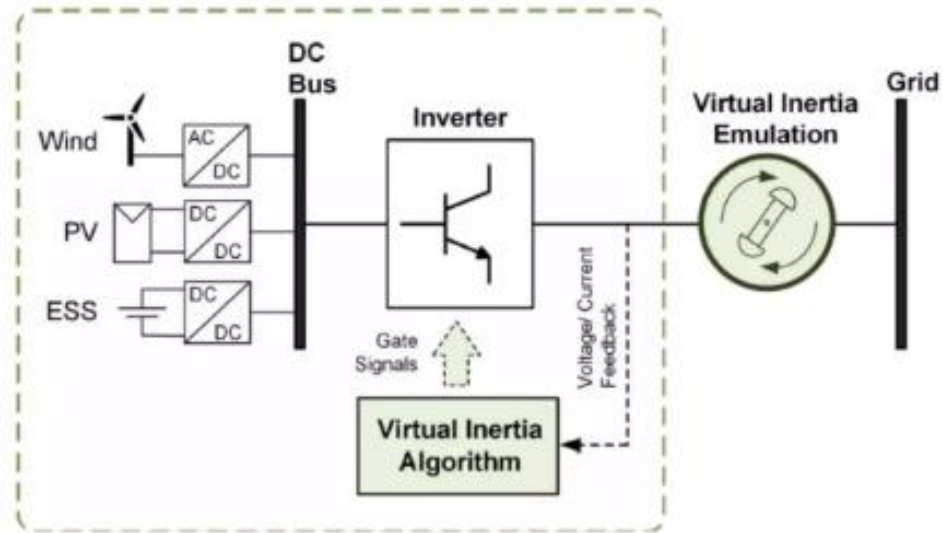 DC
Bus
Grid
Virtual Inertia
Emulation
Inverter
Wind
AC
DC
PV
DC
DC
ESS
DC
DC
Gate
Signals
Voltage/ Current
Feedback
Virtual Inertia
Algorithm